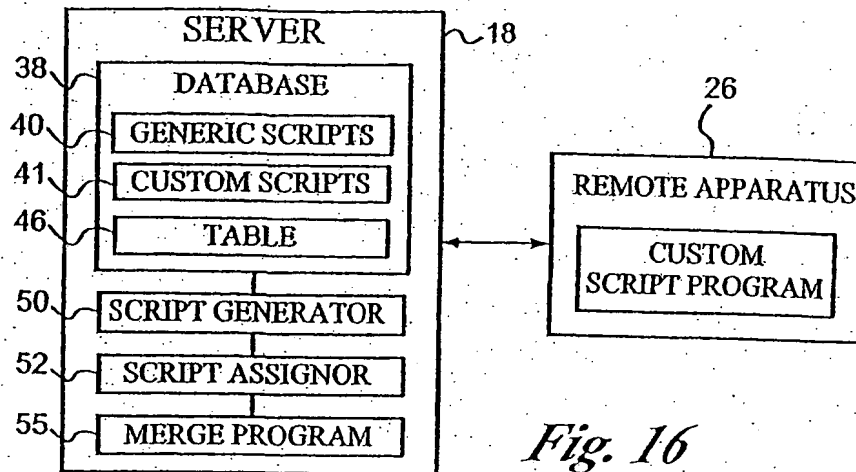 SERVER
18
38
DATABASE
40
GENERIC SCRIPTS
41
CUSTOM SCRIPTS
46
TABLE
50
SCRIPT GENERATOR
52
SCRIPT ASSIGNOR
55
MERGE PROGRAM
26
REMOTE APPARATUS
CUSTOM
SCRIPT PROGRAM
Fig. 16